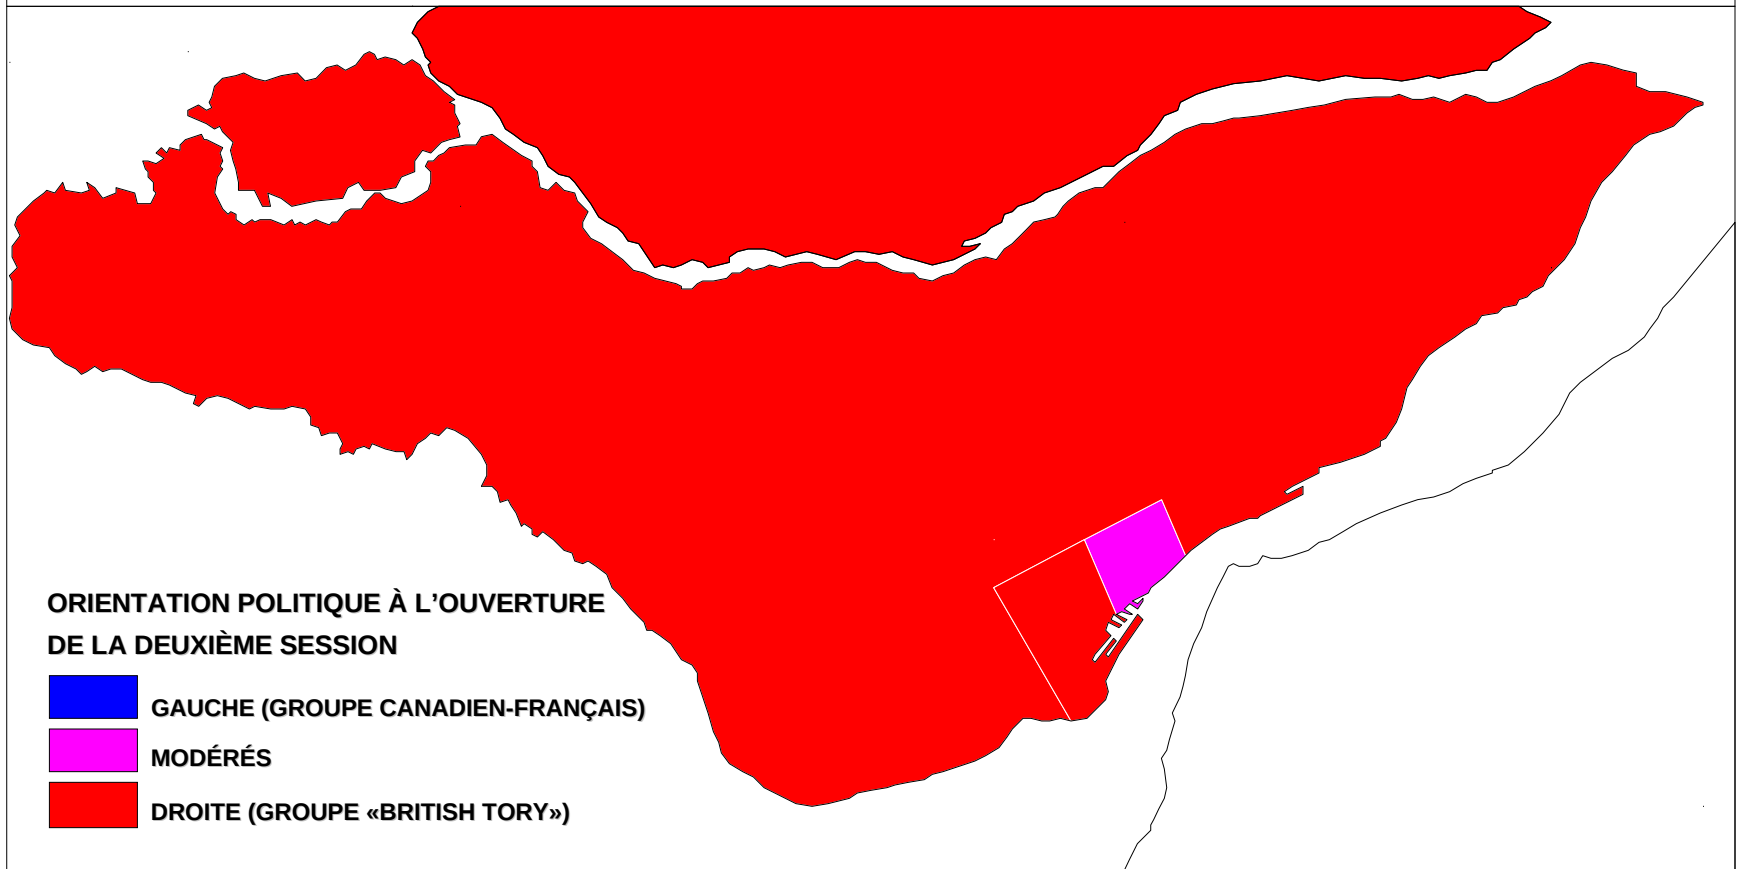 ORIENTATION POLITIQUE À L’OUVERTURE
DE LA DEUXIÈME SESSION
GAUCHE (GROUPE CANADIEN-FRANÇAIS)
MODÉRÉS
DROITE (GROUPE «BRITISH TORY»)